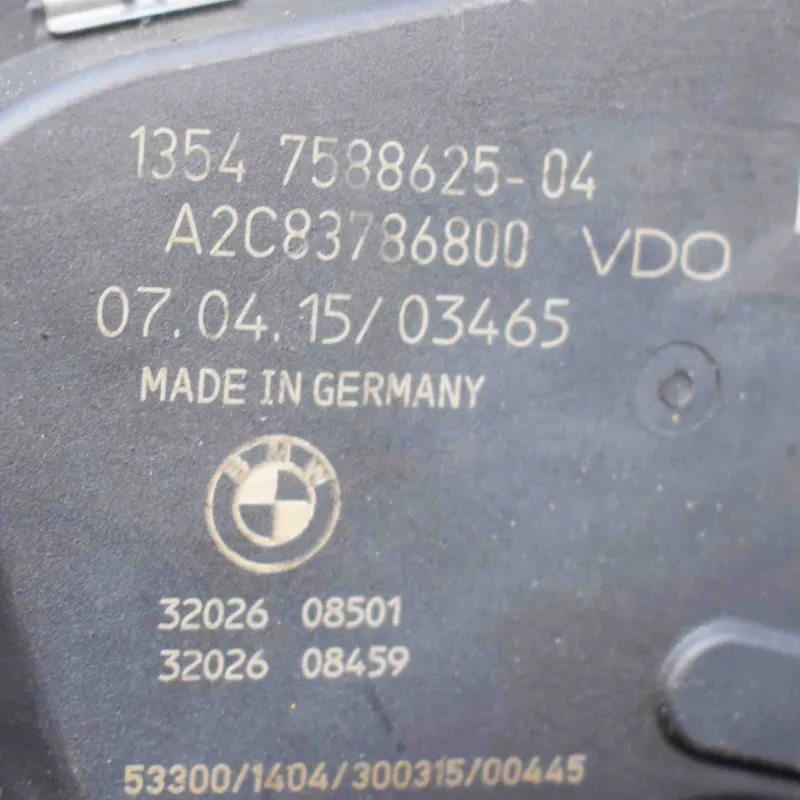 1354 7588625-04
A2C83786800 VDO
07.04.15/03465
MADE IN GERMANY
BMW
32026 08501
32026 08459
53300/1404/300315/00445